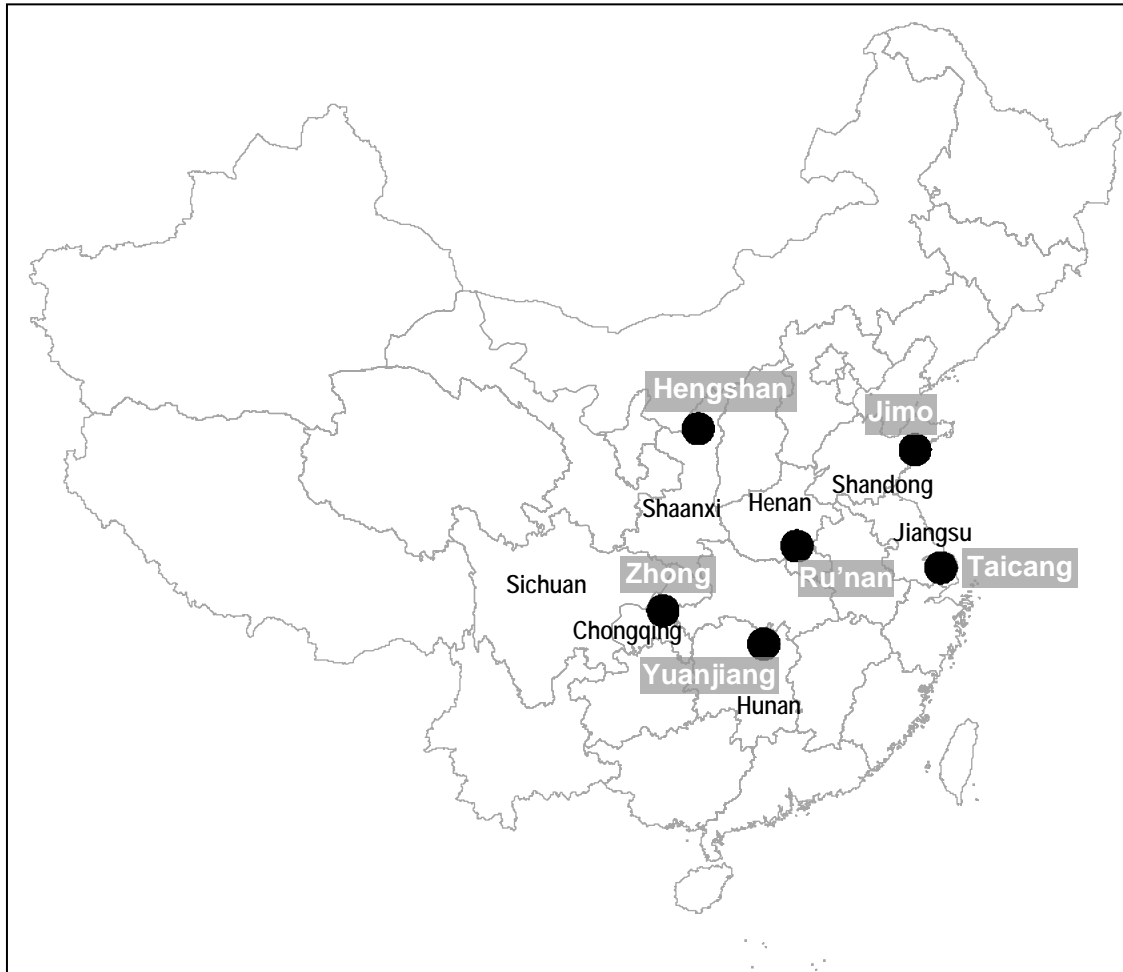 Hengshan
Jimo
Shandong
Shaanxi
Henan
Jiangsu
Zhong
Ru'nan
Taicang
Sichuan
Chongqing
Yuanjiang
Hunan